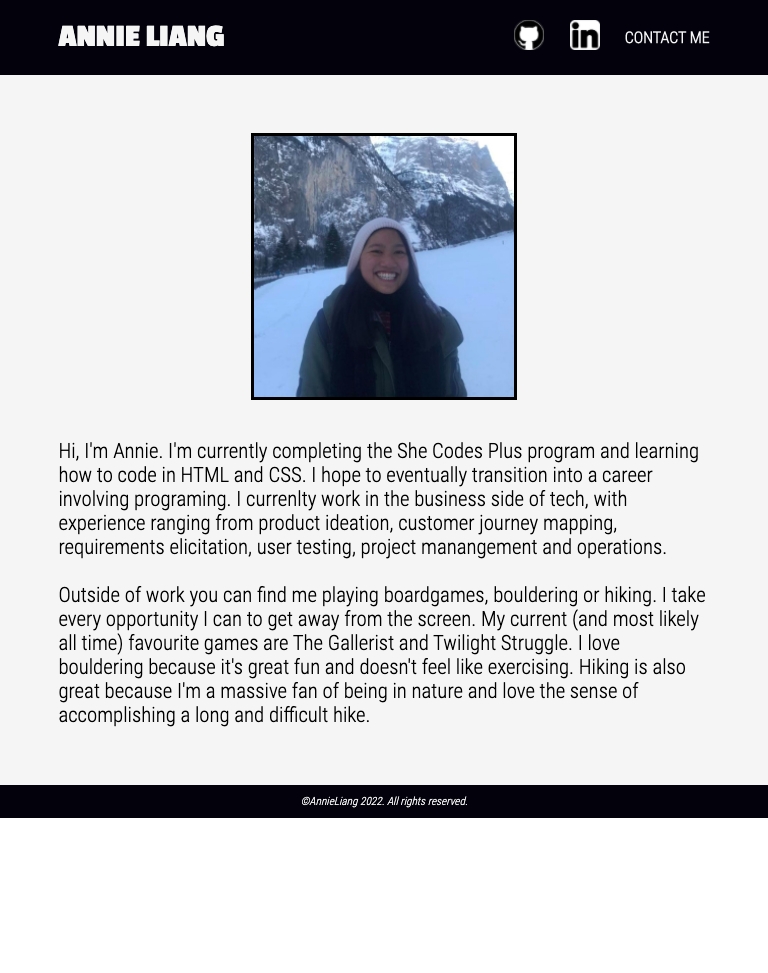 ANNIE LIANG
in
CONTACT ME
Hi, I'm Annie. I'm currently completing the She Codes Plus program and learning
how to code in HTML and CSS. I hope to eventually transition into a career
involving programing. I currenlty work in the business side of tech, with
experience ranging from product ideation, customer journey mapping,
requirements elicitation, user testing, project manangement and operations.
Outside of work you can find me playing boardgames, bouldering or hiking. I take
every opportunity I can to get away from the screen. My current (and most likely
all time) favourite games are The Gallerist and Twilight Struggle. I love
bouldering because it's great fun and doesn't feel like exercising. Hiking is also
great because I'm a massive fan of being in nature and love the sense of
accomplishing a long and difficult hike.
©AnnieLiang 2022. All rights reserved.